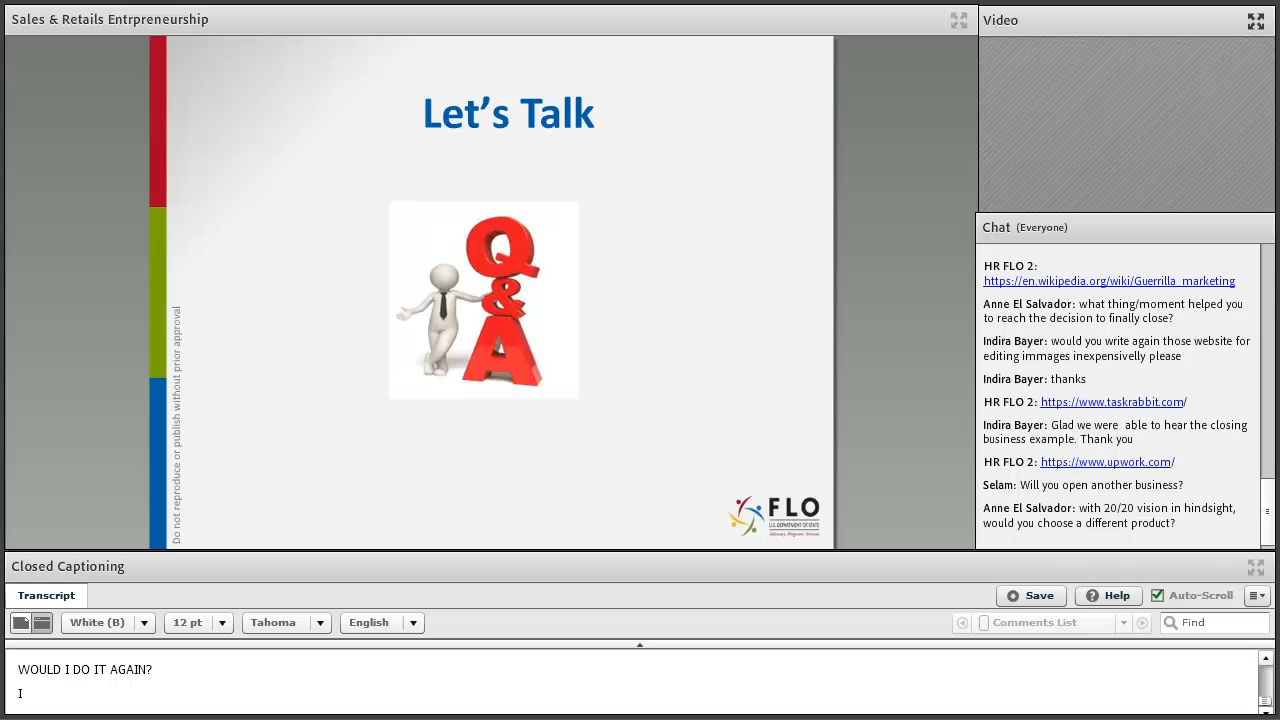 Sales & Retails Entrpreneurship
Let's Talk
Q
&
A
Do not reproduce or publish without prior approval
FLO
U.S. DEPARTMENT OF STATE
Advocacy Programs Services
Video
Chat (Everyone)
HR FLO 2:
https://en.wikipedia.org/wiki/Guerrilla_marketing
Anne El Salvador: what thing/moment helped you
to reach the decision to finally close?
Indira Bayer: would you write again those website for
editing immages inexpensivelly please
Indira Bayer: thanks
HR FLO 2: https://www.taskrabbit.com/
Indira Bayer: Glad we were able to hear the closing
business example. Thank you
HR FLO 2: https://www.upwork.com/
Selam: Will you open another business?
Anne El Salvador: with 20/20 vision in hindsight,
would you choose a different product?
Closed Captioning
Transcript
Save
Help
Auto-Scroll
White (B)
12 pt
Tahoma
English
Comments List
Find
WOULD I DO IT AGAIN?
I